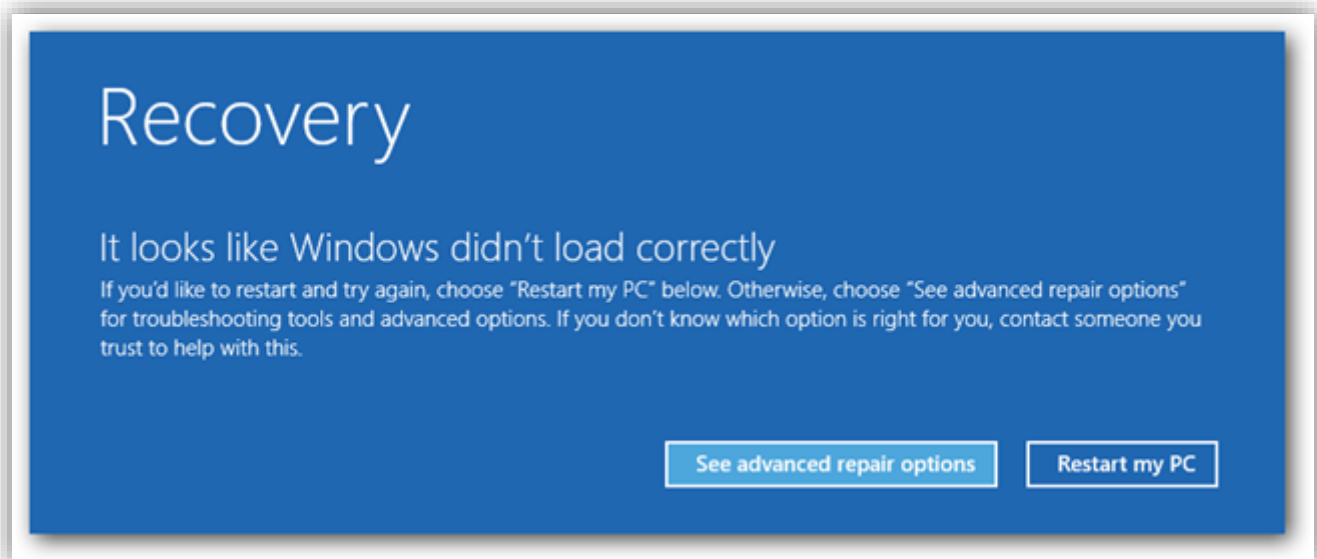 Recovery
It looks like Windows didn't load correctly
If you'd like to restart and try again, choose "Restart my PC" below. Otherwise, choose "See advanced repair options"
for troubleshooting tools and advanced options. If you don't know which option is right for you, contact someone you
trust to help with this.
See advanced repair options
Restart my PC